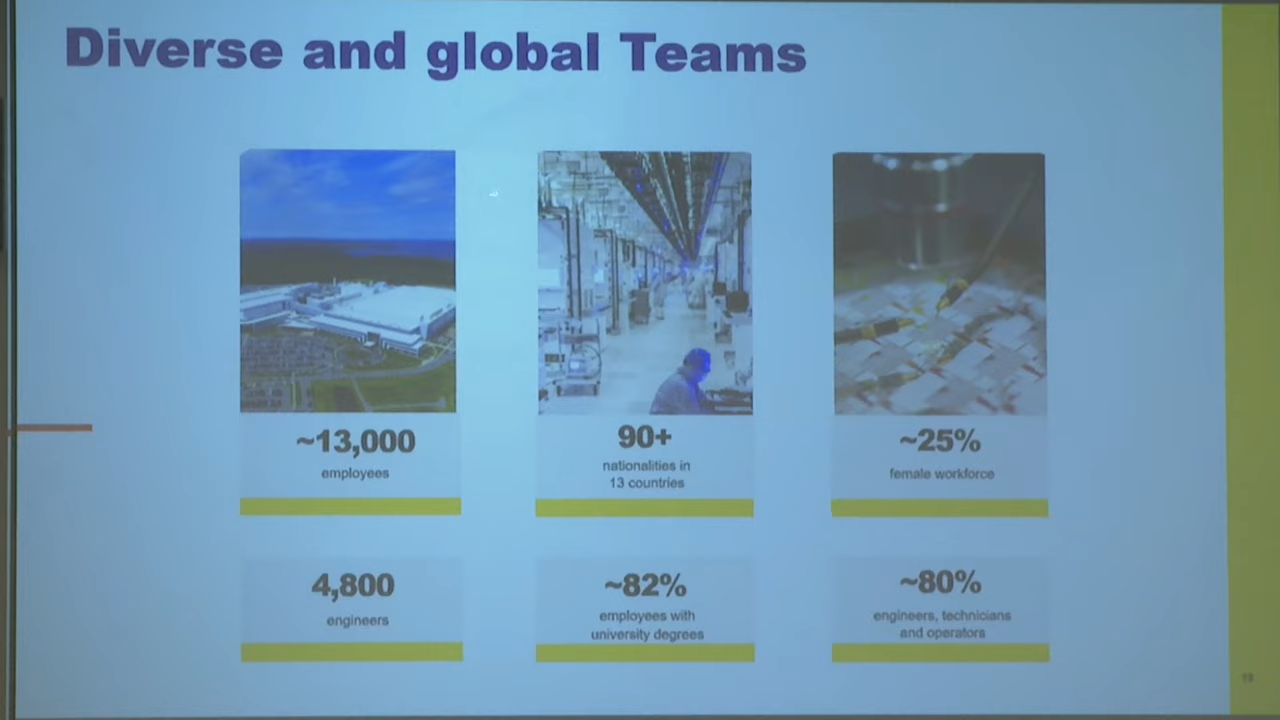 Diverse and global Teams
~13,000
employees
90+
nationalities in
13 countries
~25%
female workforce
4,800
engineers
~82%
employees with
university degrees
~80%
engineers, technicians
and operators